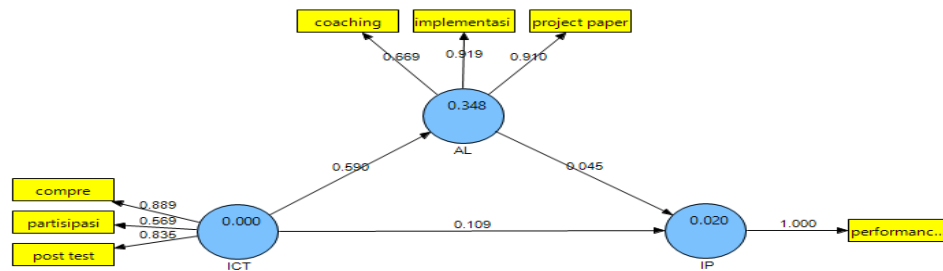 coaching
implementasi
project paper
0.669
0.919
0.910
0.348
AL
0.590
0.045
compre
partisipasi
post test
0.889
0.569
0.835
0.000
ICT
0.109
0.020
IP
1.000
performanc..